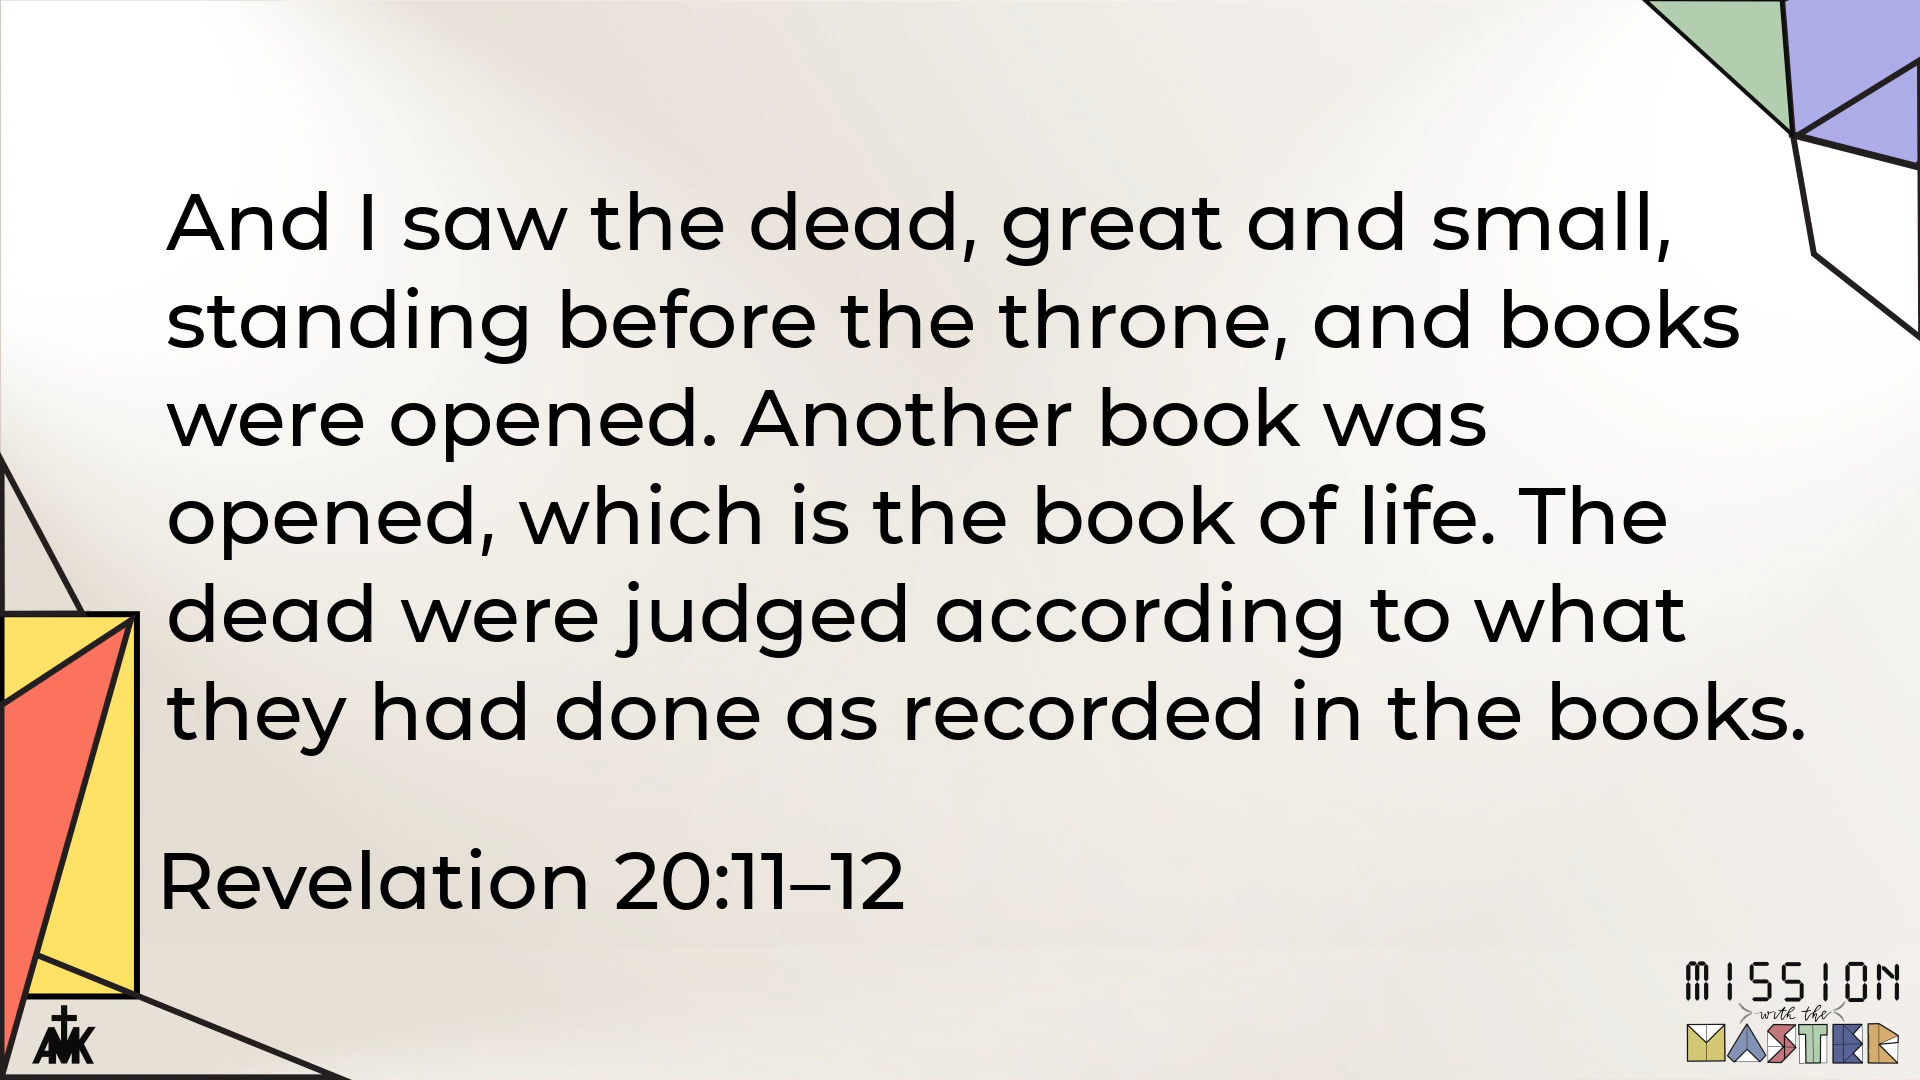 And I saw the dead, great and small,
standing before the throne, and books
were opened. Another book was
opened, which is the book of life. The
dead were judged according to what
they had done as recorded in the books.
Revelation 20:11–12
MISSION
with the
MASTER
AMK